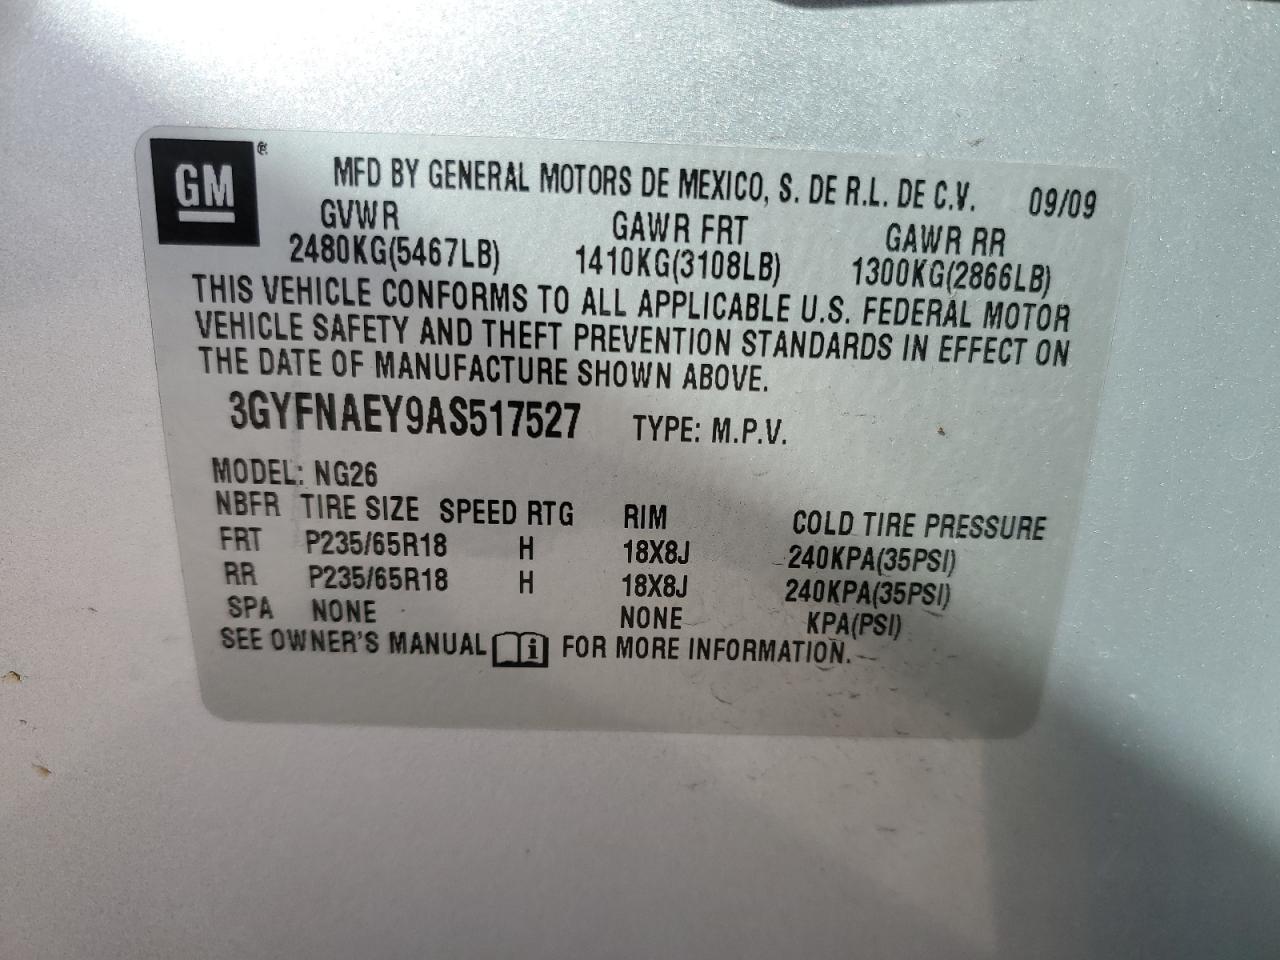 GM ® MFD BY GENERAL MOTORS DE MEXICO, S. DE R.L. DE C.V. 09/09
GVWR GAWR FRT GAWR RR
2480KG(5467LB) 1410KG(3108LB) 1300KG(2866LB)
THIS VEHICLE CONFORMS TO ALL APPLICABLE U.S. FEDERAL MOTOR
VEHICLE SAFETY AND THEFT PREVENTION STANDARDS IN EFFECT ON
THE DATE OF MANUFACTURE SHOWN ABOVE.
3GYFNAEY9AS517527 TYPE: M.P.V.
MODEL: NG26
NBFR TIRE SIZE SPEED RTG RIM COLD TIRE PRESSURE
FRT P235/65R18 H 18X8J 240KPA(35PSI)
RR P235/65R18 H 18X8J 240KPA(35PSI)
SPA NONE NONE KPA(PSI)
SEE OWNER'S MANUAL i FOR MORE INFORMATION.